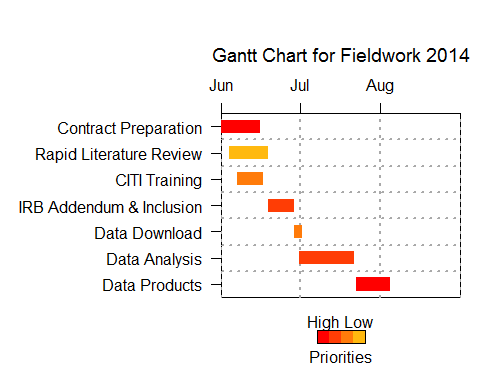 Gantt Chart for Fieldwork 2014
Jun Jul Aug
Contract Preparation
Rapid Literature Review
CITI Training
IRB Addendum & Inclusion
Data Download
Data Analysis
Data Products
High Low
Priorities